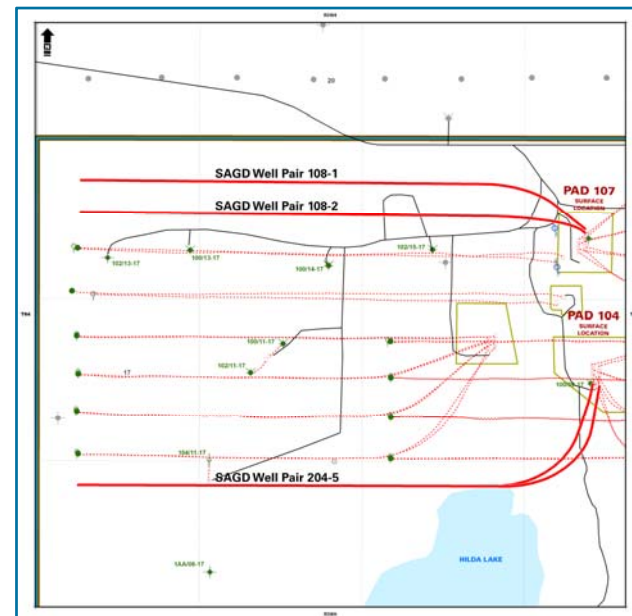 20
SAGD Well Pair 108-1
PAD 107
SURFACE
LOCATION
SAGD Well Pair 108-2
102/15-17
102/13-17
100/13-17
100/14-17
PAD 104
SURFACE
LOCATION
100/11-17
17
102/11-17
104/11-17
SAGD Well Pair 204-5
HILDA LAKE
1AA/06-17